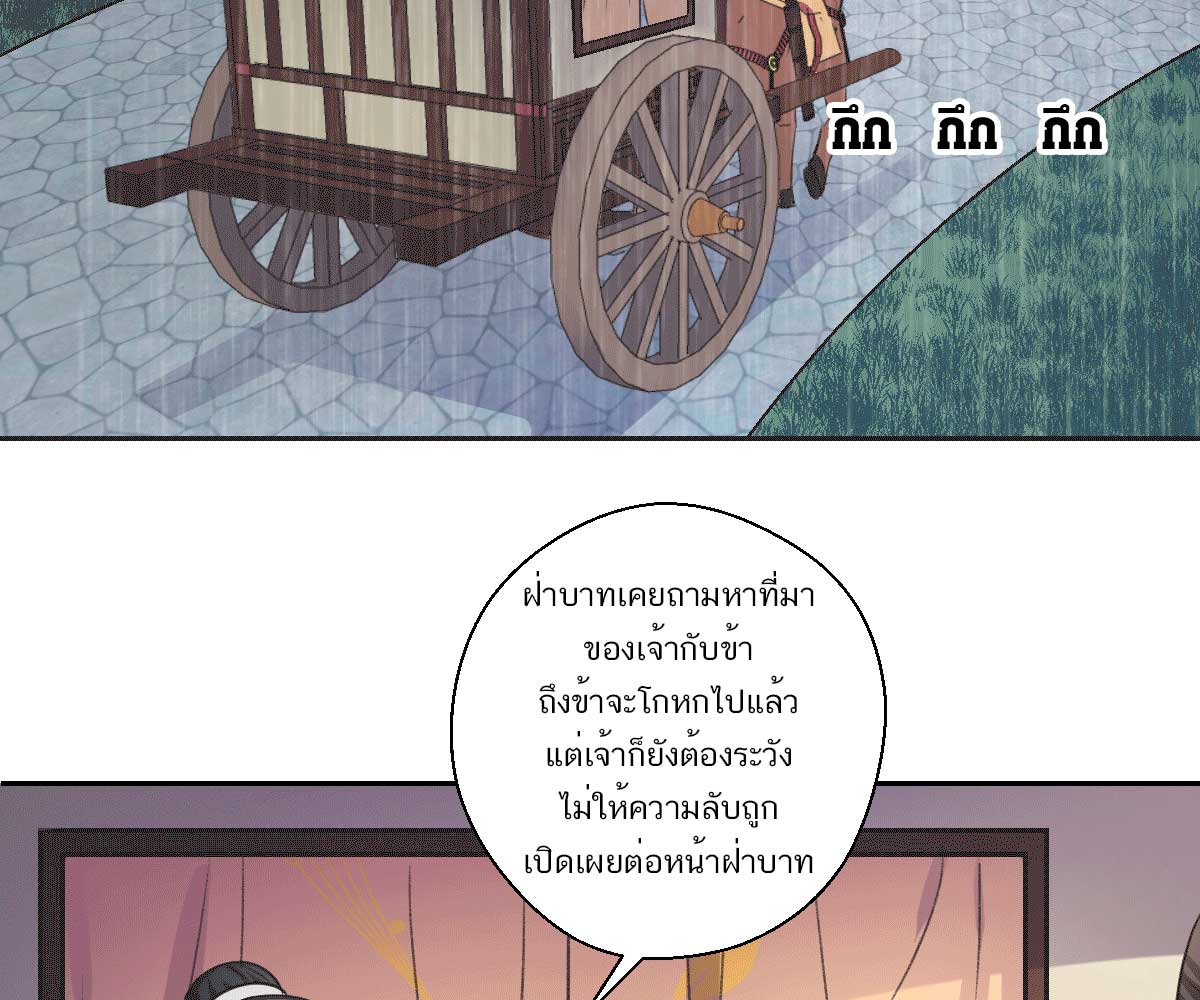 กึก กึก กึก
ฝ่าบาทเคยถามหาที่มา
ของเจ้ากับข้า
ถึงข้าจะโกหกไปแล้ว
แต่เจ้าก็ยังต้องระวัง
ไม่ให้ความลับถูก
เปิดเผยต่อหน้าฝ่าบาท